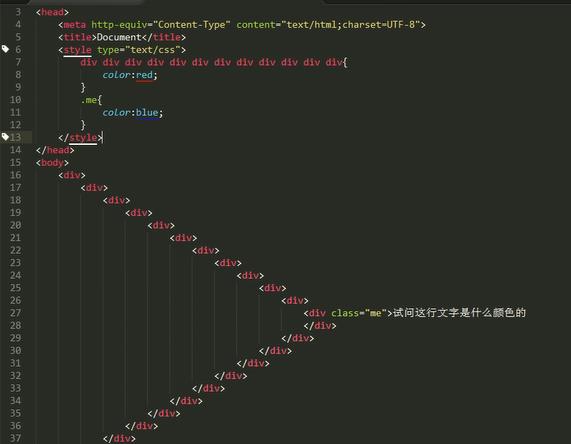 3 <head>
4 <meta http-equiv="Content-Type" content="text/html;charset=UTF-8">
5 <title>Document</title>
6 <style type="text/css">
7 div div div div div div div div div div div div{
8 color:red;
9 }
10 .me{
11 color:blue;
12 }
13 </style>
14 </head>
15 <body>
16 <div>
17 <div>
18 <div>
19 <div>
20 <div>
21 <div>
22 <div>
23 <div>
24 <div>
25 <div>
26 <div>
27 <div class="me">试问这行文字是什么颜色的
28 </div>
29 </div>
30 </div>
31 </div>
32 </div>
33 </div>
34 </div>
35 </div>
36 </div>
37 </div>